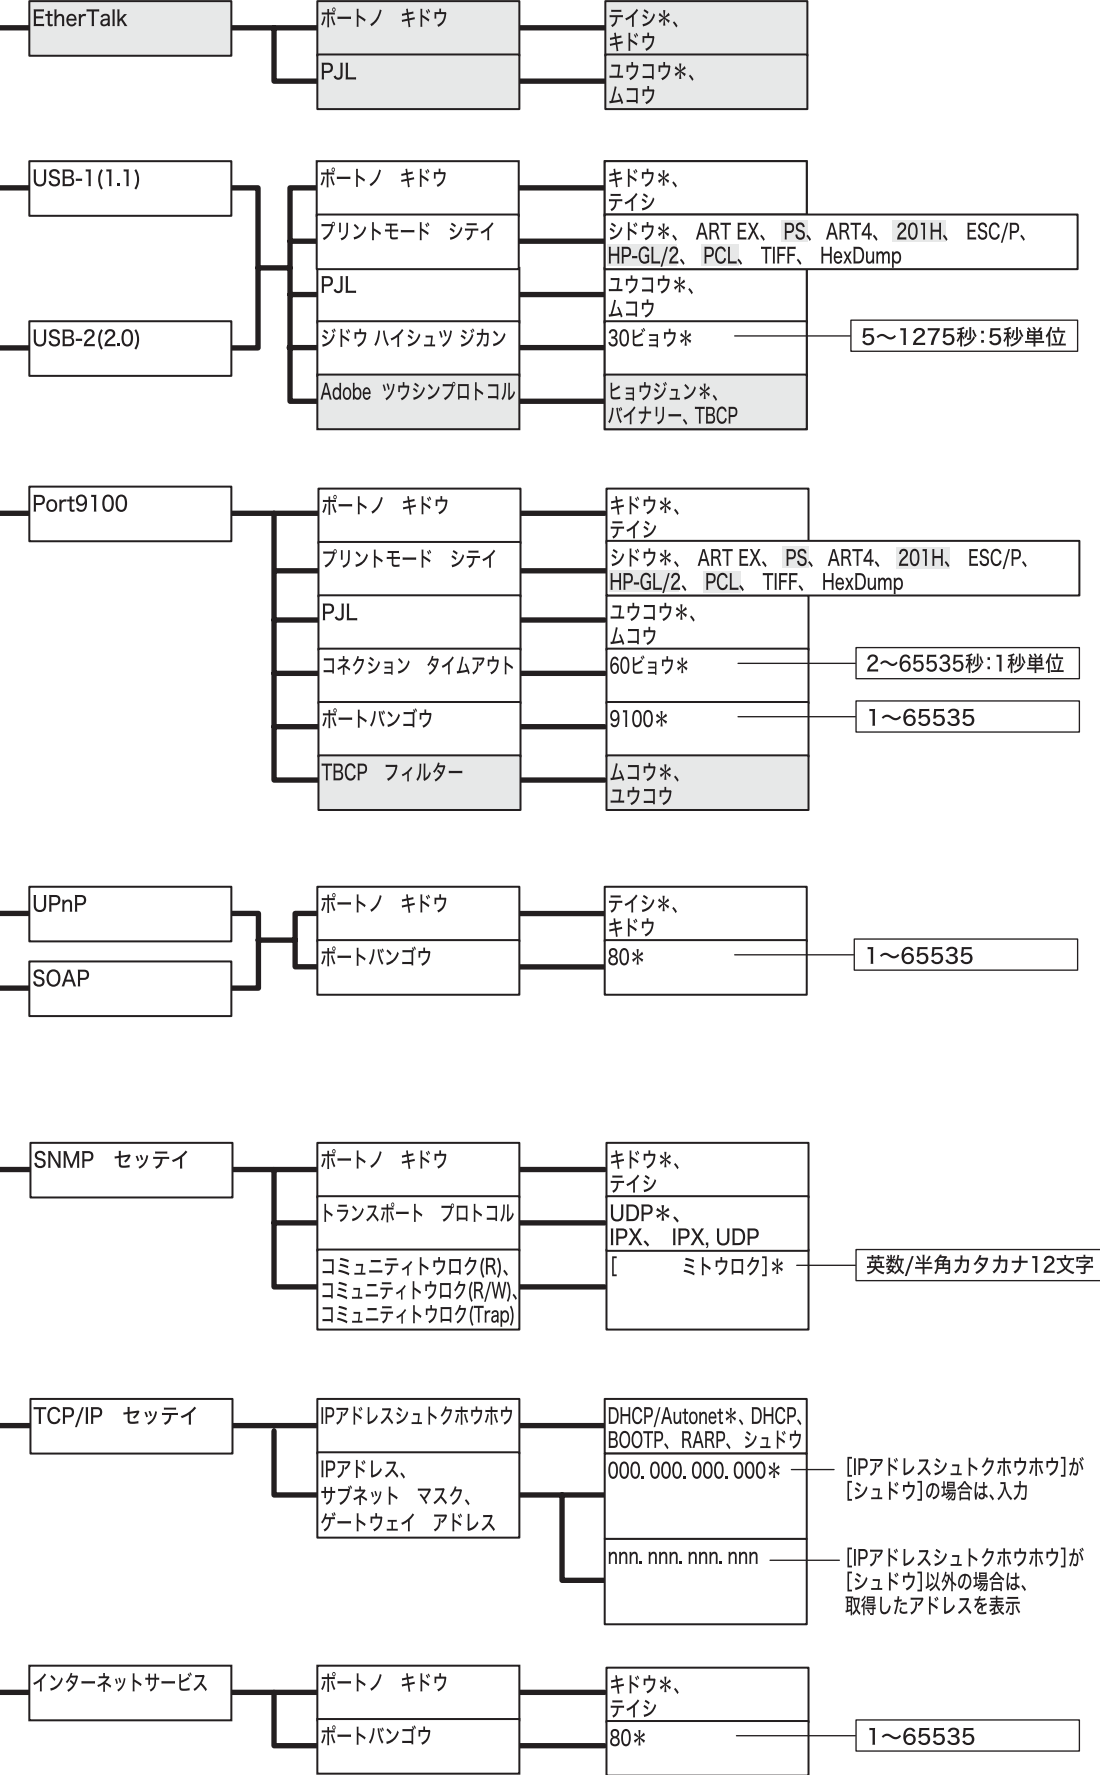 EtherTalk
ポートノ キドウ
テイシ＊、
キドウ
PJL
ユウコウ＊、
ムコウ
USB-1(1.1)
USB-2(2.0)
ポートノ キドウ
キドウ＊、
テイシ
プリントモード シテイ
シドウ＊、 ART EX、 PS、 ART4、 201H、 ESC/P、
HP-GL/2、 PCL、 TIFF、 HexDump
PJL
ユウコウ＊、
ムコウ
ジドウ ハイシュツ ジカン
30ビョウ＊
5〜1275秒：5秒単位
Adobe ツウシンプロトコル
ヒョウジュン＊、
バイナリー、TBCP
Port9100
ポートノ キドウ
キドウ＊、
テイシ
プリントモード シテイ
シドウ＊、 ART EX、 PS、 ART4、 201H、 ESC/P、
HP-GL/2、 PCL、 TIFF、 HexDump
PJL
ユウコウ＊、
ムコウ
コネクション タイムアウト
60ビョウ＊
2〜65535秒：1秒単位
ポートバンゴウ
9100＊
1〜65535
TBCP フィルター
ムコウ＊、
ユウコウ
UPnP
SOAP
ポートノ キドウ
テイシ＊、
キドウ
ポートバンゴウ
80＊
1〜65535
SNMP セッテイ
ポートノ キドウ
キドウ＊、
テイシ
トランスポート プロトコル
UDP＊、
IPX、 IPX, UDP
コミュニティトウロク(R)、
コミュニティトウロク(R/W)、
コミュニティトウロク(Trap)
[ ミトウロク]＊
英数/半角カタカナ12文字
TCP/IP セッテイ
IPアドレスシュトクホウホウ
DHCP/Autonet＊、DHCP、
BOOTP、RARP、シュドウ
IPアドレス、
サブネット マスク、
ゲートウェイ アドレス
000. 000. 000. 000＊
[IPアドレスシュトクホウホウ]が
[シュドウ]の場合は、入力
nnn. nnn. nnn. nnn
[IPアドレスシュトクホウホウ]が
[シュドウ]以外の場合は、
取得したアドレスを表示
インターネットサービス
ポートノ キドウ
キドウ＊、
テイシ
ポートバンゴウ
80＊
1〜65535